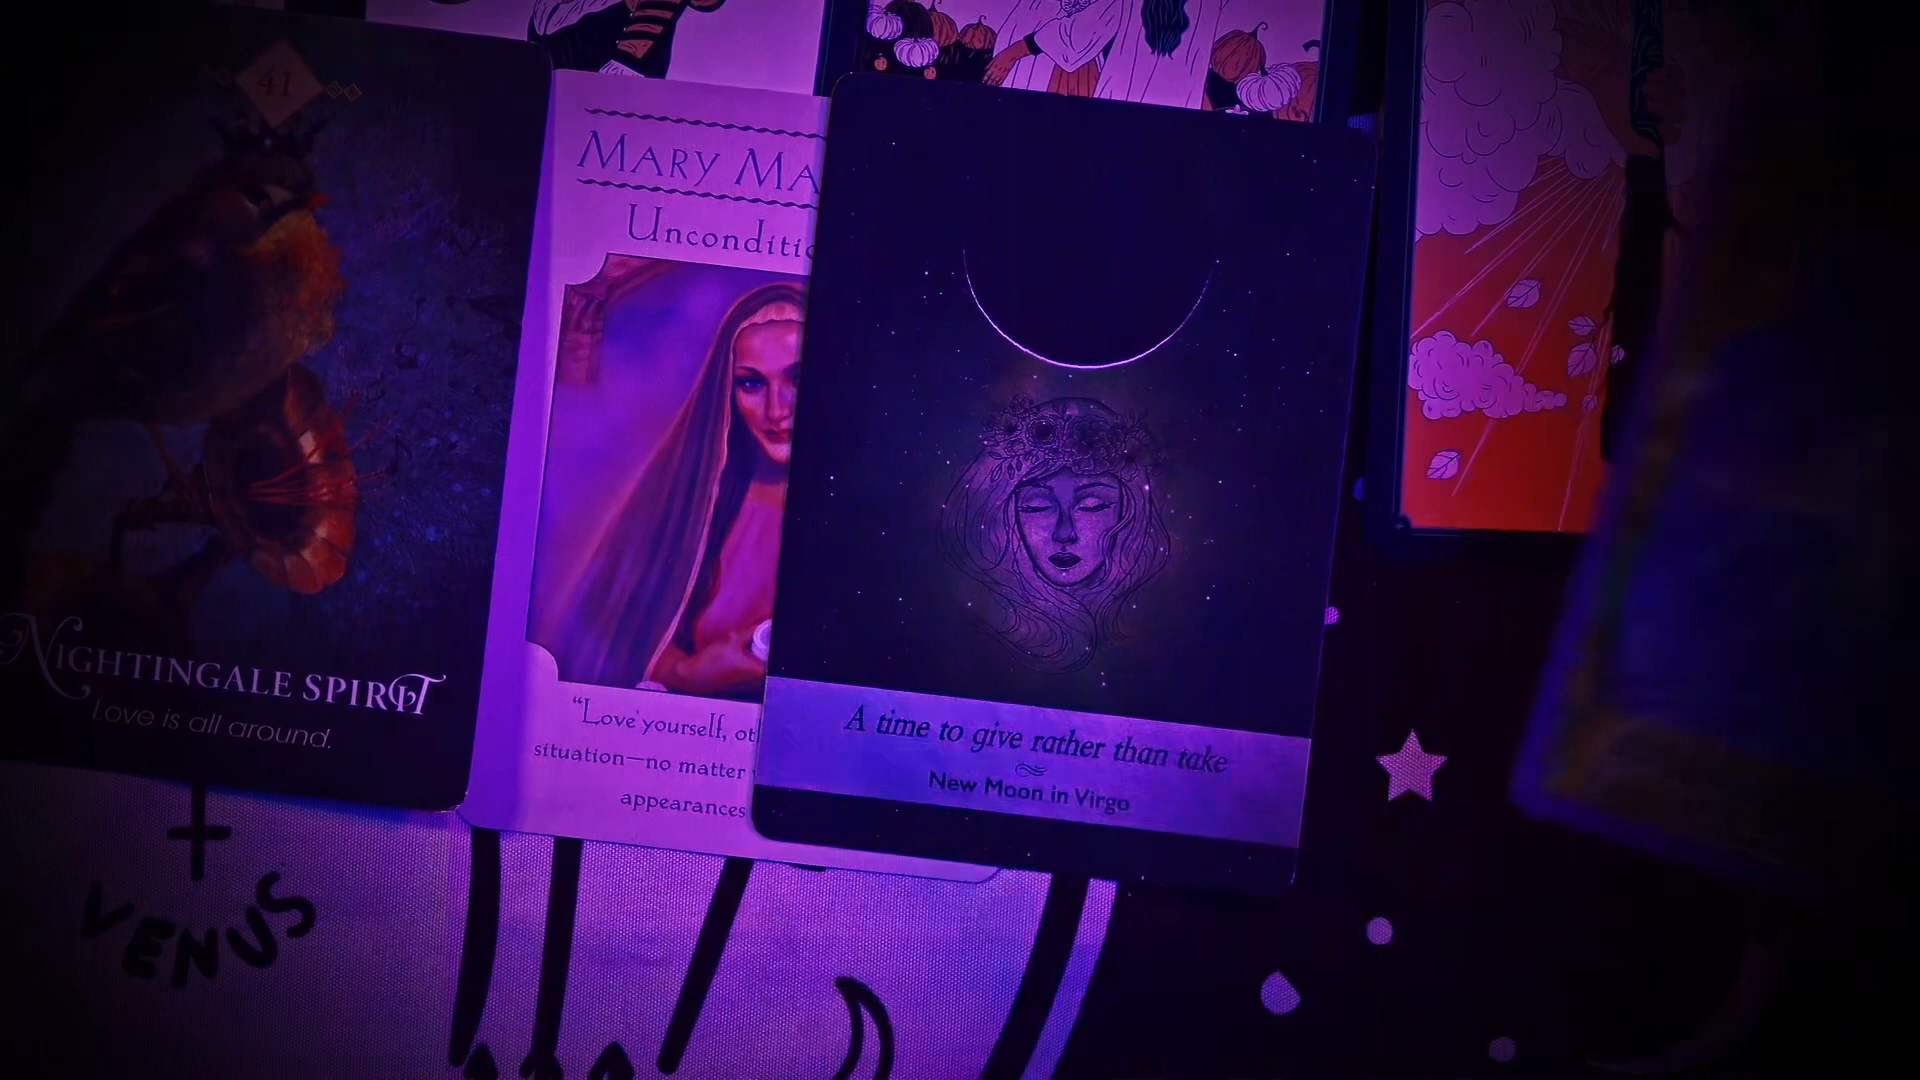 41
NIGHTINGALE SPIRIT
Love is all around.
MARY MA
Unconditio
"Love yourself, ot
situation—no matter
appearances
A time to give rather than take
New Moon in Virgo
VENUS